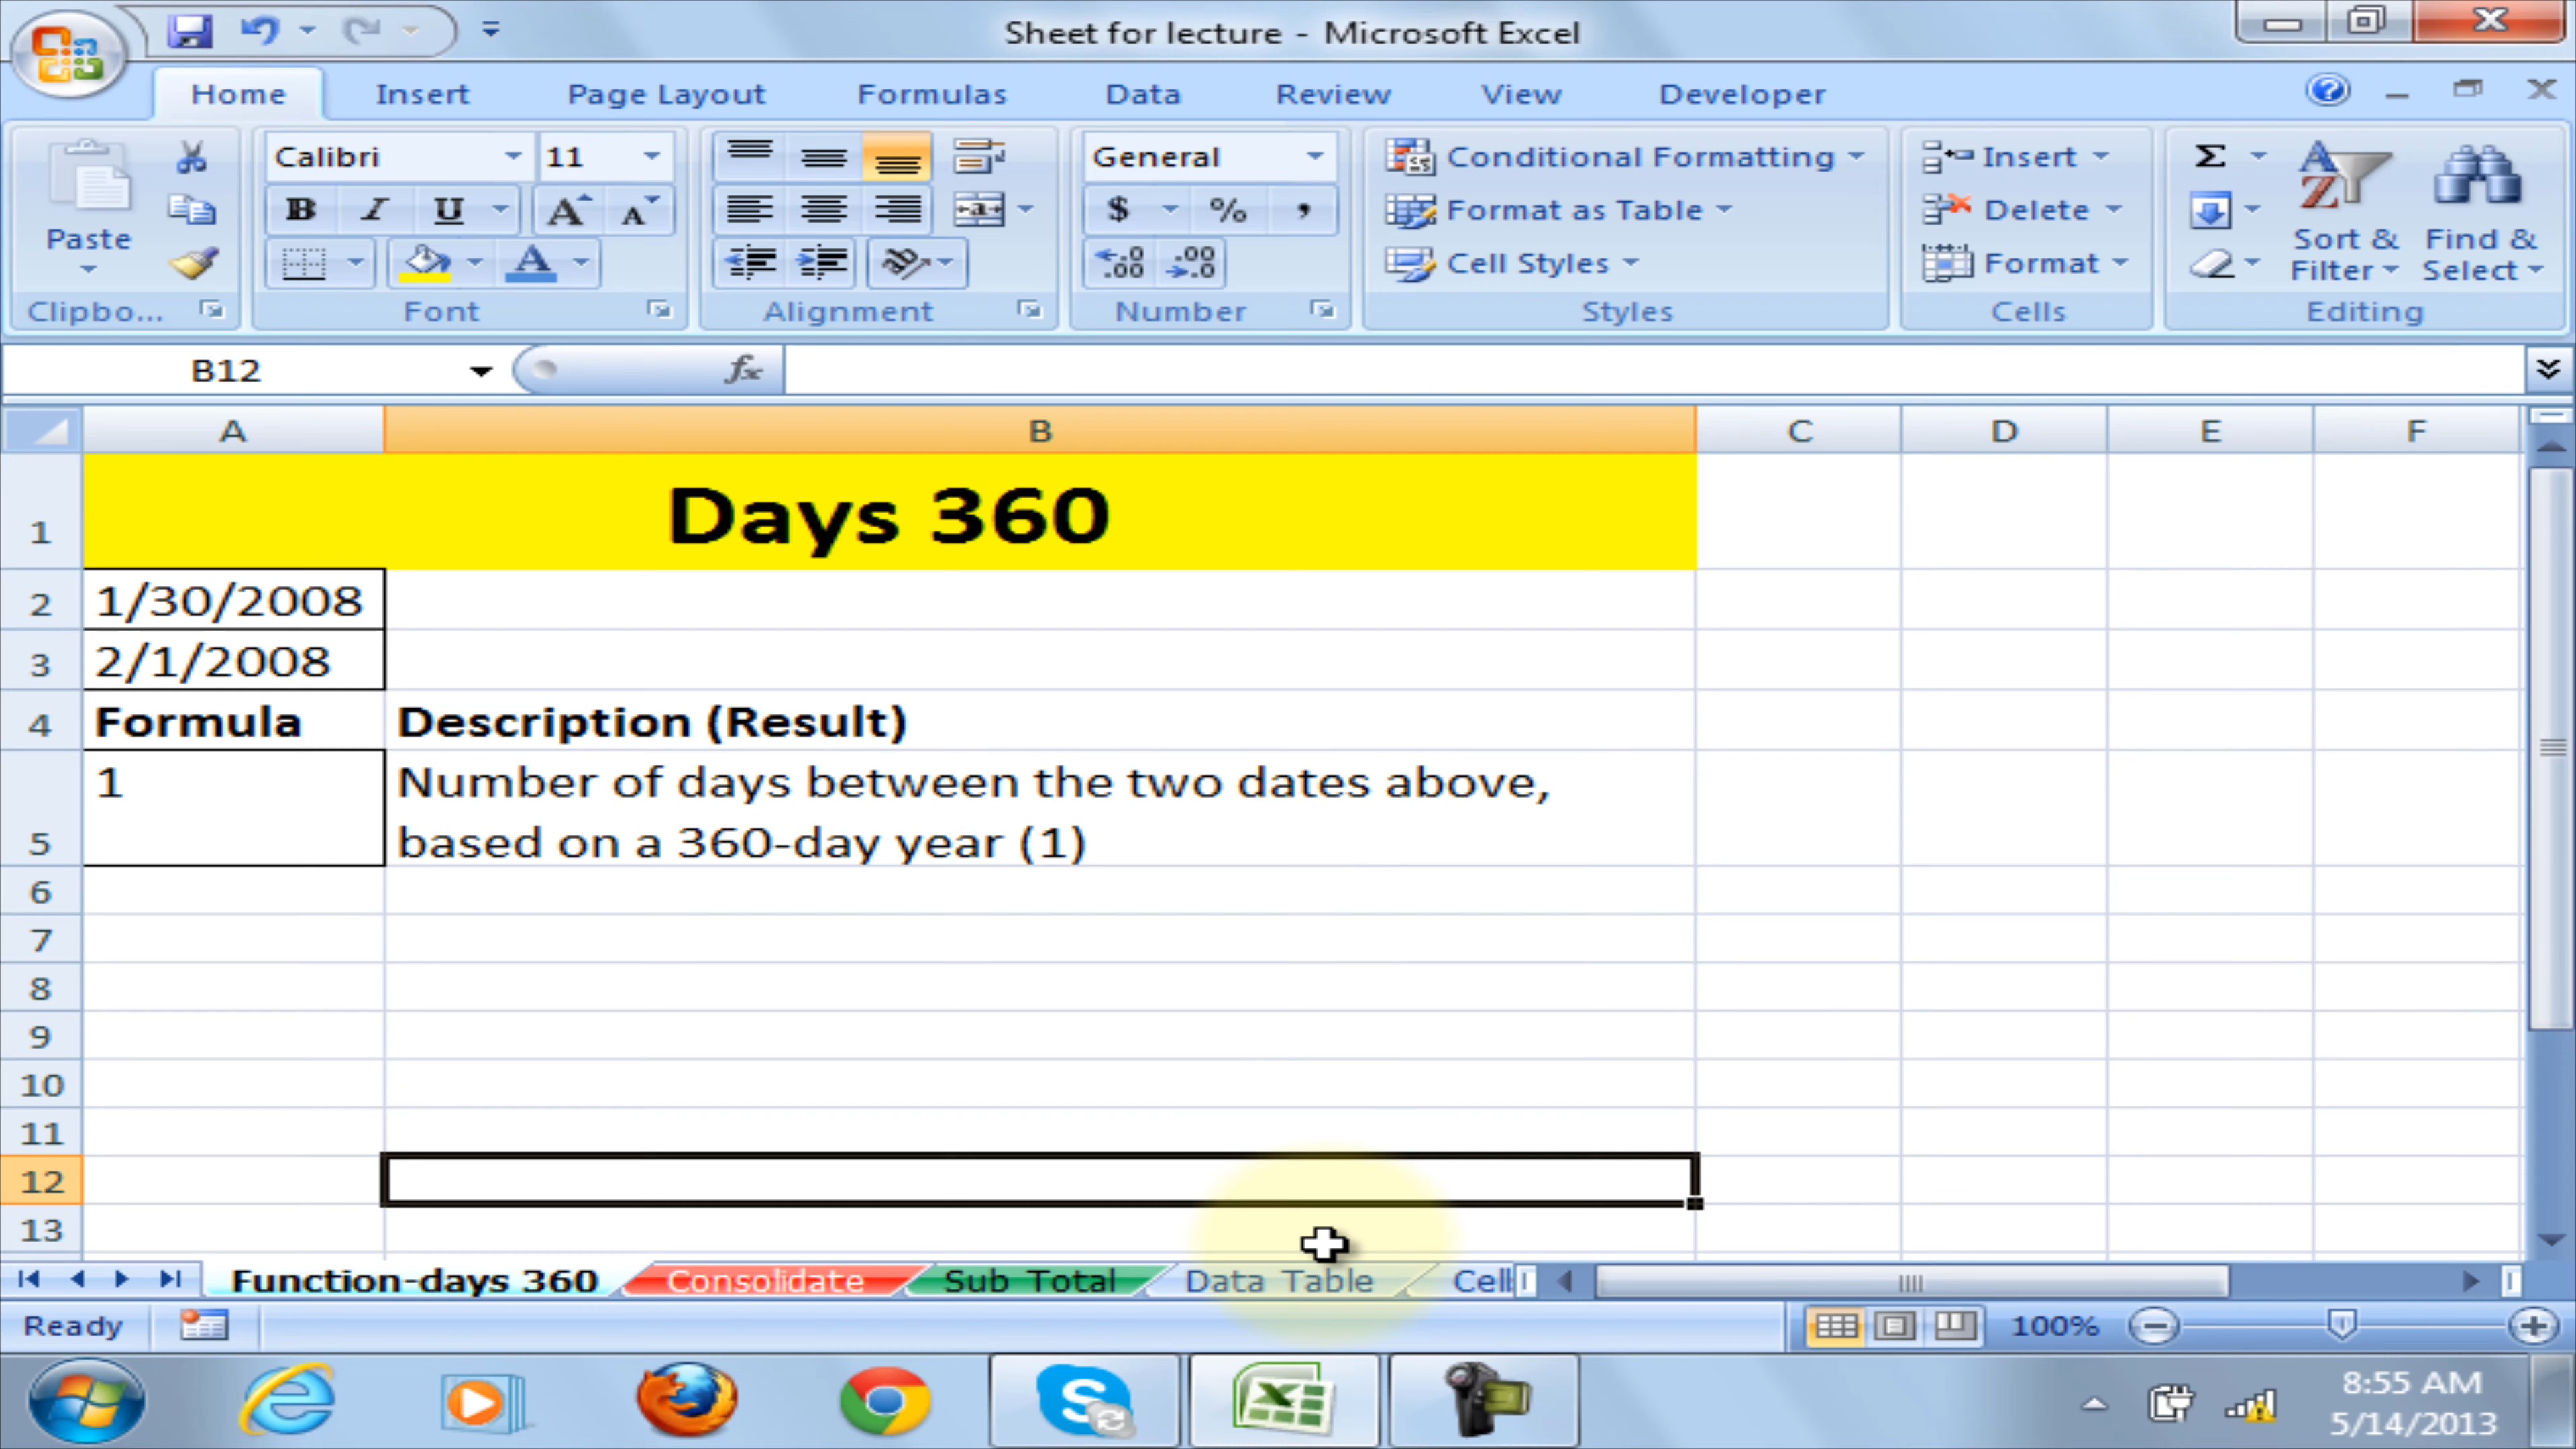 Sheet for lecture - Microsoft Excel
Home Insert Page Layout Formulas Data Review View Developer
Paste
Calibri 11
B I U A A
General
$ % ,
Conditional Formatting
Format as Table
Cell Styles
Insert
Delete
Format
Σ
Sort & Filter
Find & Select
Clipbo... Font Alignment Number Styles Cells Editing
B12 fx
A B C D E F
1 Days 360
2 1/30/2008
3 2/1/2008
4 Formula Description (Result)
5 1 Number of days between the two dates above,
based on a 360-day year (1)
6
7
8
9
10
11
12
13
Function-days 360 Consolidate Sub Total Data Table Cell
Ready 100%
8:55 AM
5/14/2013